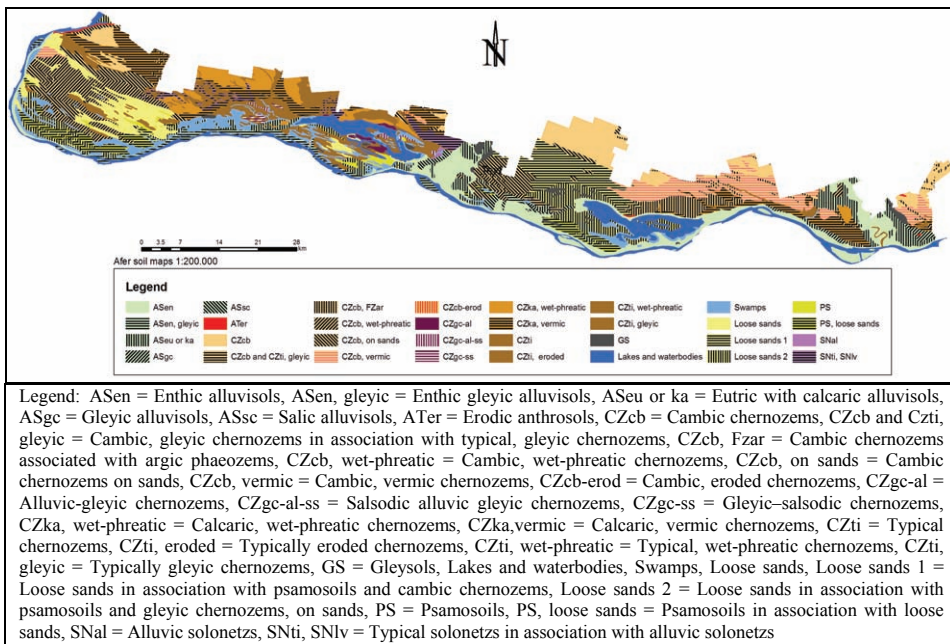 N
0 3.5 7 14 21 28
km
Afer soil maps 1:200.000
Legend
ASen
ASen, gleyic
ASeu or ka
ASgc
ASsc
ATer
CZcb
CZcb and CZti, gleyic
CZcb, FZar
CZcb, wet-phreatic
CZcb, on sands
CZcb, vermic
CZcb-erod
CZgc-al
CZgc-al-ss
CZgc-ss
CZka, wet-phreatic
CZka, vermic
CZti
CZti, eroded
CZti, wet-phreatic
CZti, gleyic
GS
Lakes and waterbodies
Swamps
Loose sands
Loose sands 1
Loose sands 2
PS
PS, loose sands
SNal
SNti, SNlv
Legend: ASen = Enthic alluvisols, ASen, gleyic = Enthic gleyic alluvisols, ASeu or ka = Eutric with calcaric alluvisols,
ASgc = Gleyic alluvisols, ASsc = Salic alluvisols, ATer = Erodic anthrosols, CZcb = Cambic chernozems, CZcb and Czti,
gleyic = Cambic, gleyic chernozems in association with typical, gleyic chernozems, CZcb, Fzar = Cambic chernozems
associated with argic phaeozems, CZcb, wet-phreatic = Cambic, wet-phreatic chernozems, CZcb, on sands = Cambic
chernozems on sands, CZcb, vermic = Cambic, vermic chernozems, CZcb-erod = Cambic, eroded chernozems, CZgc-al =
Alluvic-gleyic chernozems, CZgc-al-ss = Salsodic alluvic gleyic chernozems, CZgc-ss = Gleyic–salsodic chernozems,
CZka, wet-phreatic = Calcaric, wet-phreatic chernozems, CZka,vermic = Calcaric, vermic chernozems, CZti = Typical
chernozems, CZti, eroded = Typically eroded chernozems, CZti, wet-phreatic = Typical, wet-phreatic chernozems, CZti,
gleyic = Typically gleyic chernozems, GS = Gleysols, Lakes and waterbodies, Swamps, Loose sands, Loose sands 1 =
Loose sands in association with psamosoils and cambic chernozems, Loose sands 2 = Loose sands in association with
psamosoils and gleyic chernozems, on sands, PS = Psamosoils, PS, loose sands = Psamosoils in association with loose
sands, SNal = Alluvic solonetzs, SNti, SNlv = Typical solonetzs in association with alluvic solonetzs